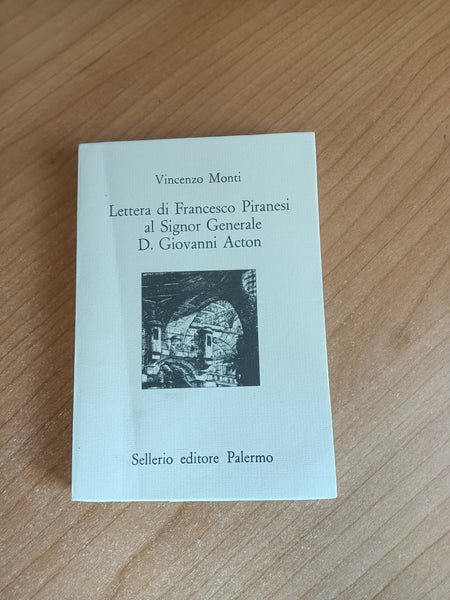 Vincenzo Monti
Lettera di Francesco Piranesi
al Signor Generale
D. Giovanni Acton
Sellerio editore Palermo